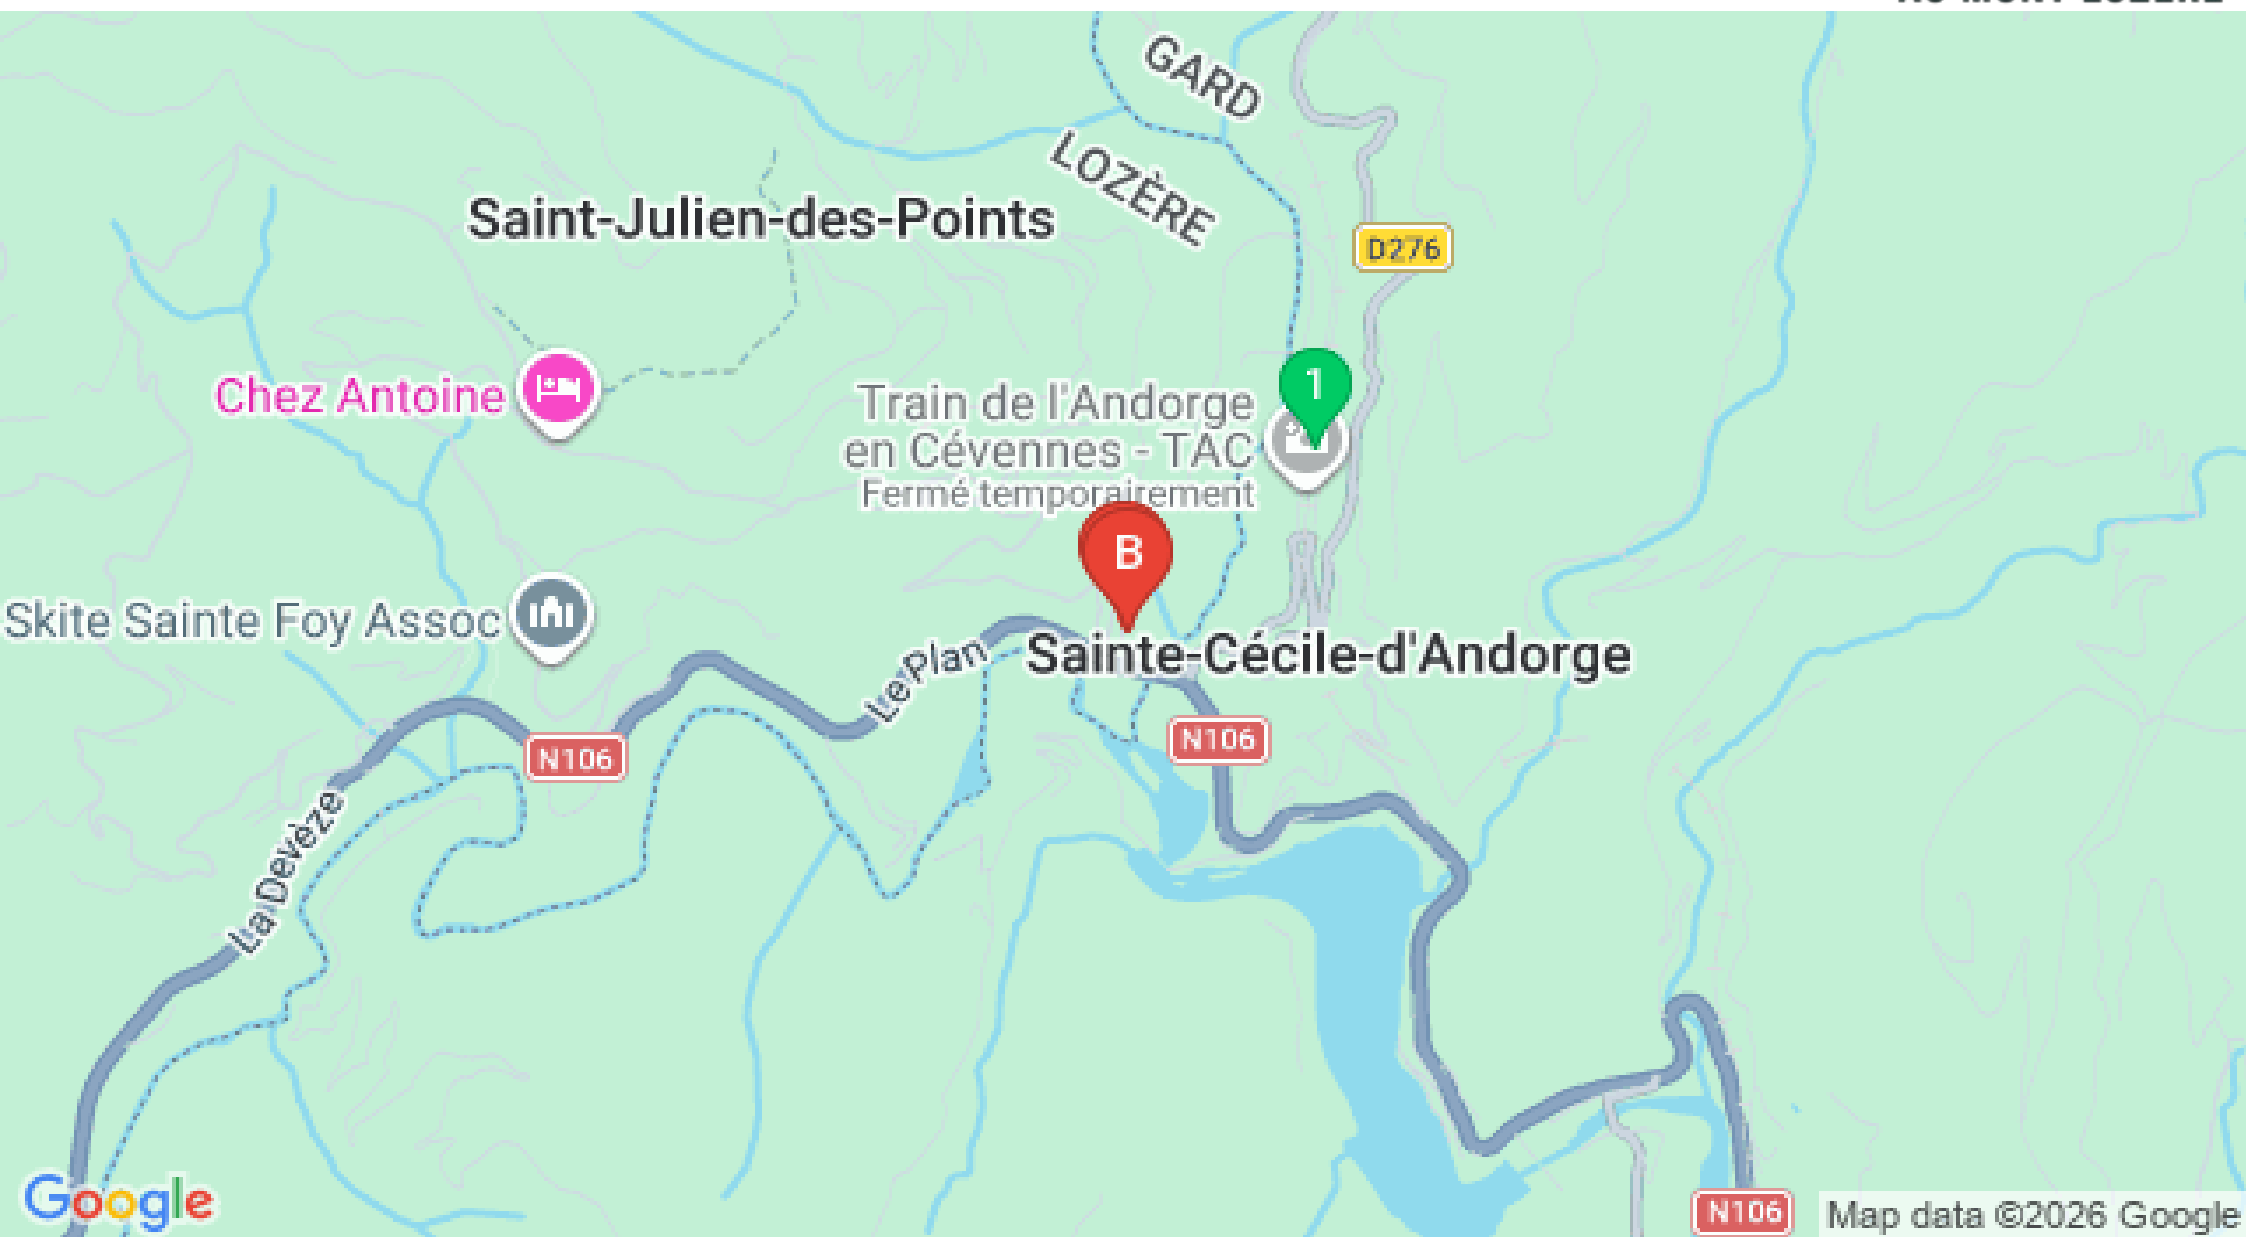 GARD
LOZÈRE
Saint-Julien-des-Points
D276
Chez Antoine
1
Train de l'Andorge
en Cévennes - TAC
Fermé temporairement
B
Skite Sainte Foy Assoc
Le Plan
Sainte-Cécile-d'Andorge
N106
N106
La Devèze
Google
N106
Map data ©2026 Google